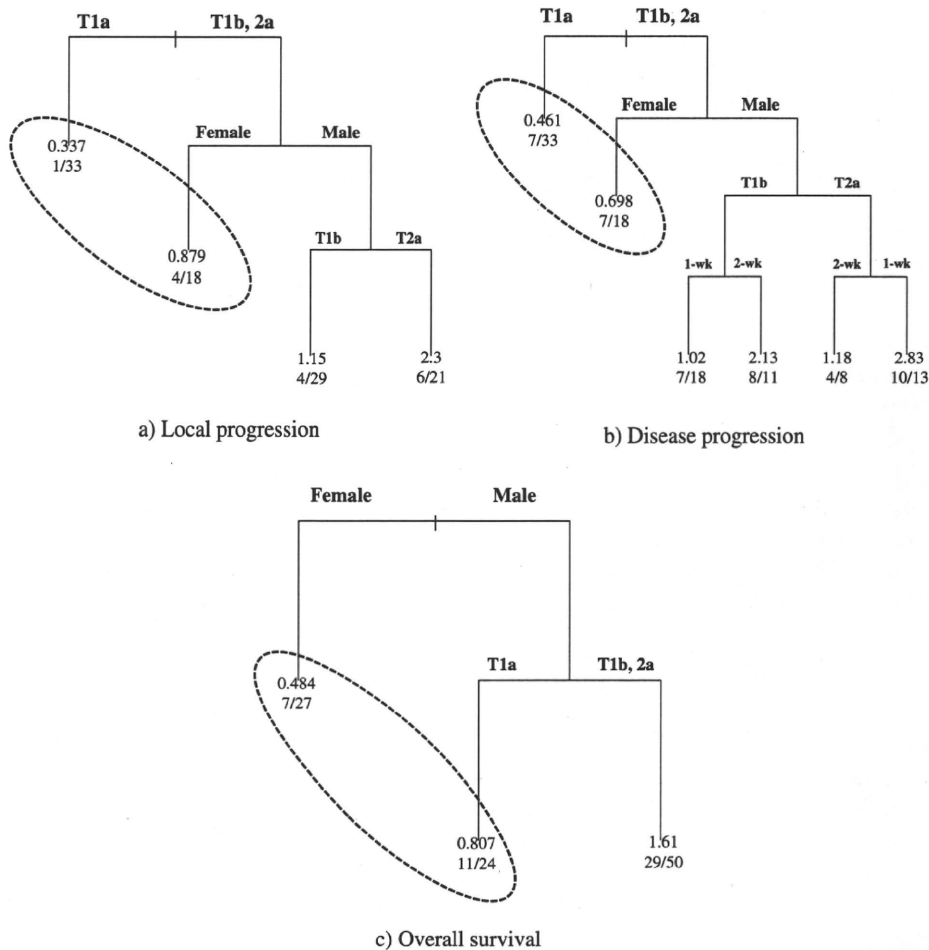 T1a T1b, 2a
Female Male
0.337
1/33
T1b T2a
0.879
4/18
1.15 2.3
4/29 6/21
a) Local progression
T1a T1b, 2a
Female Male
0.461
7/33
T1b T2a
0.698
7/18
1-wk 2-wk 2-wk 1-wk
1.02 2.13 1.18 2.83
7/18 8/11 4/8 10/13
b) Disease progression
Female Male
T1a T1b, 2a
0.484
7/27
0.807 1.61
11/24 29/50
c) Overall survival